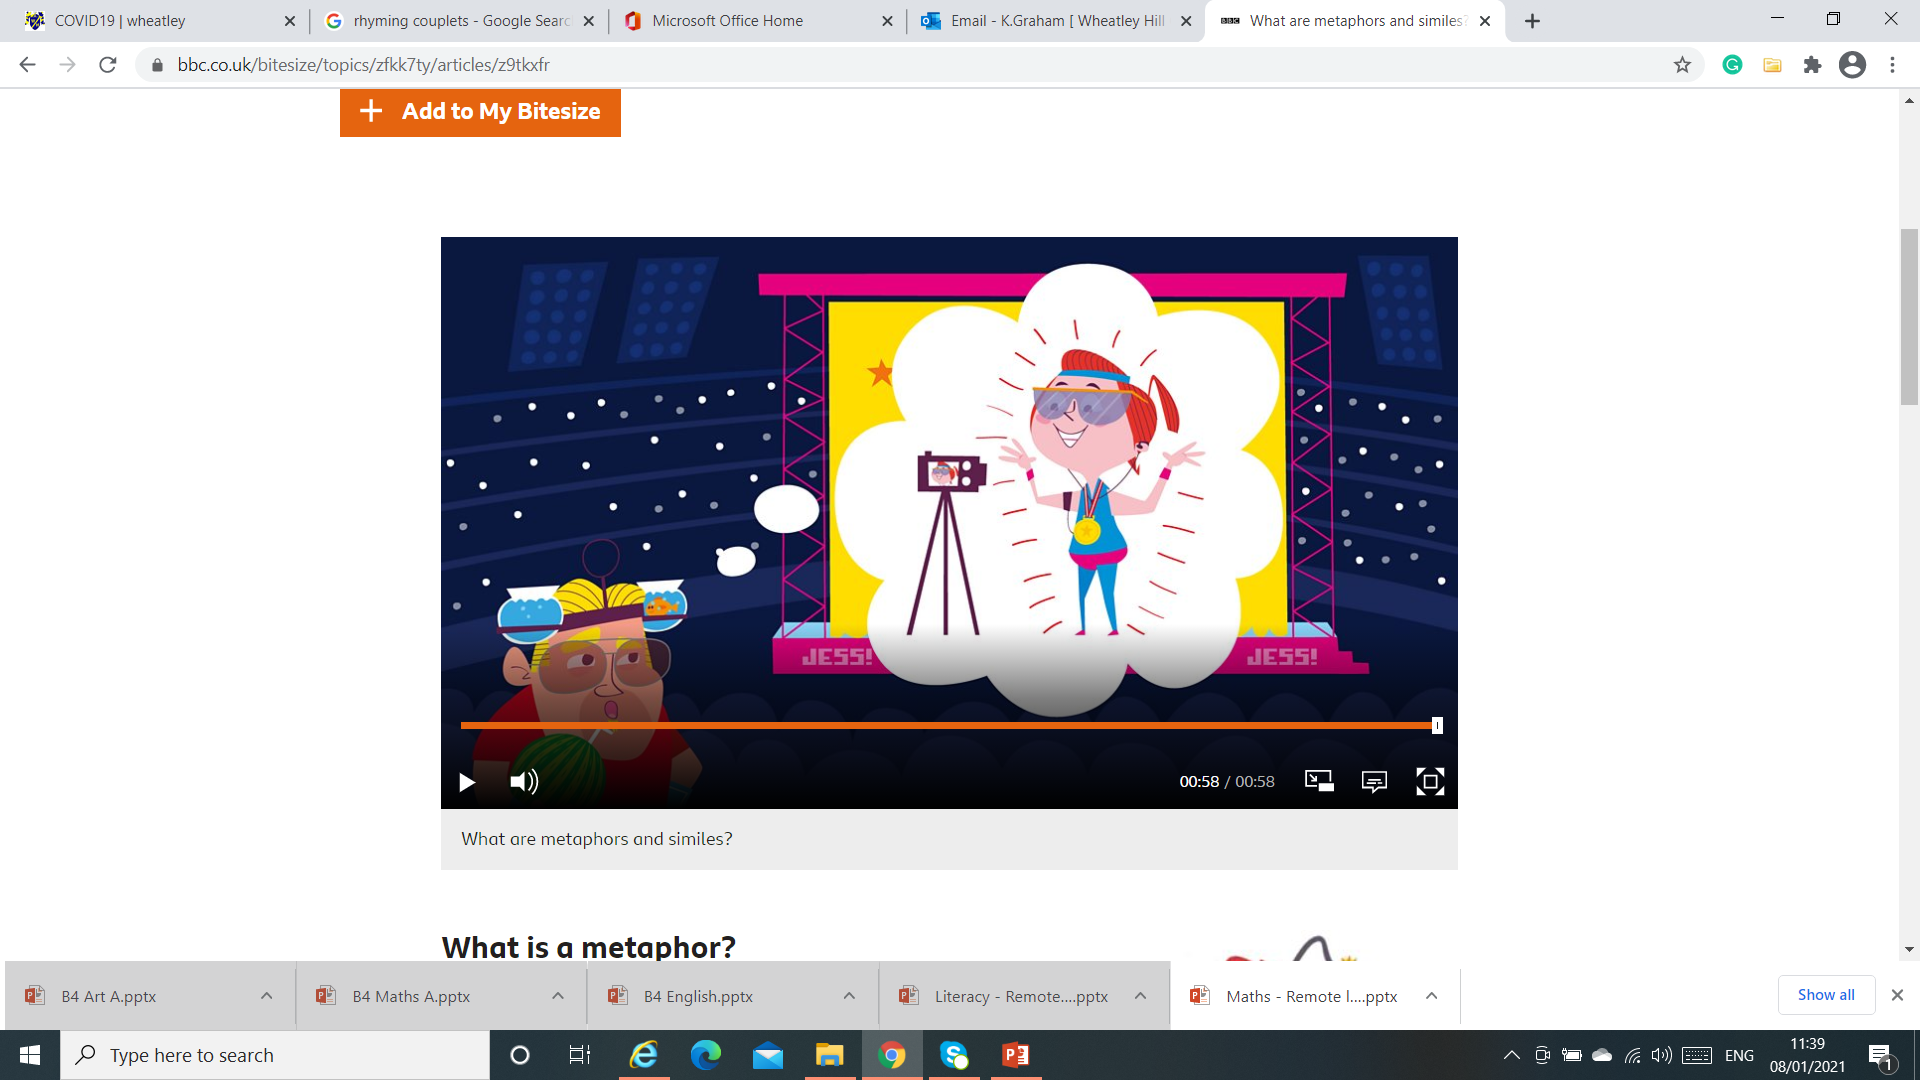 COVID19 | wheatley
rhyming couplets - Google Searc
Microsoft Office Home
Email - K.Graham [ Wheatley Hill
BBC
What are metaphors and similes?
bbc.co.uk/bitesize/topics/zfkk7ty/articles/z9tkxfr
+ Add to My Bitesize
JESS!
JESS!
00:58 / 00:58
What are metaphors and similes?
What is a metaphor?
B4 Art A.pptx
B4 Maths A.pptx
B4 English.pptx
Literacy - Remote....pptx
Maths - Remote l....pptx
Show all
Type here to search
ENG
11:39
08/01/2021
1